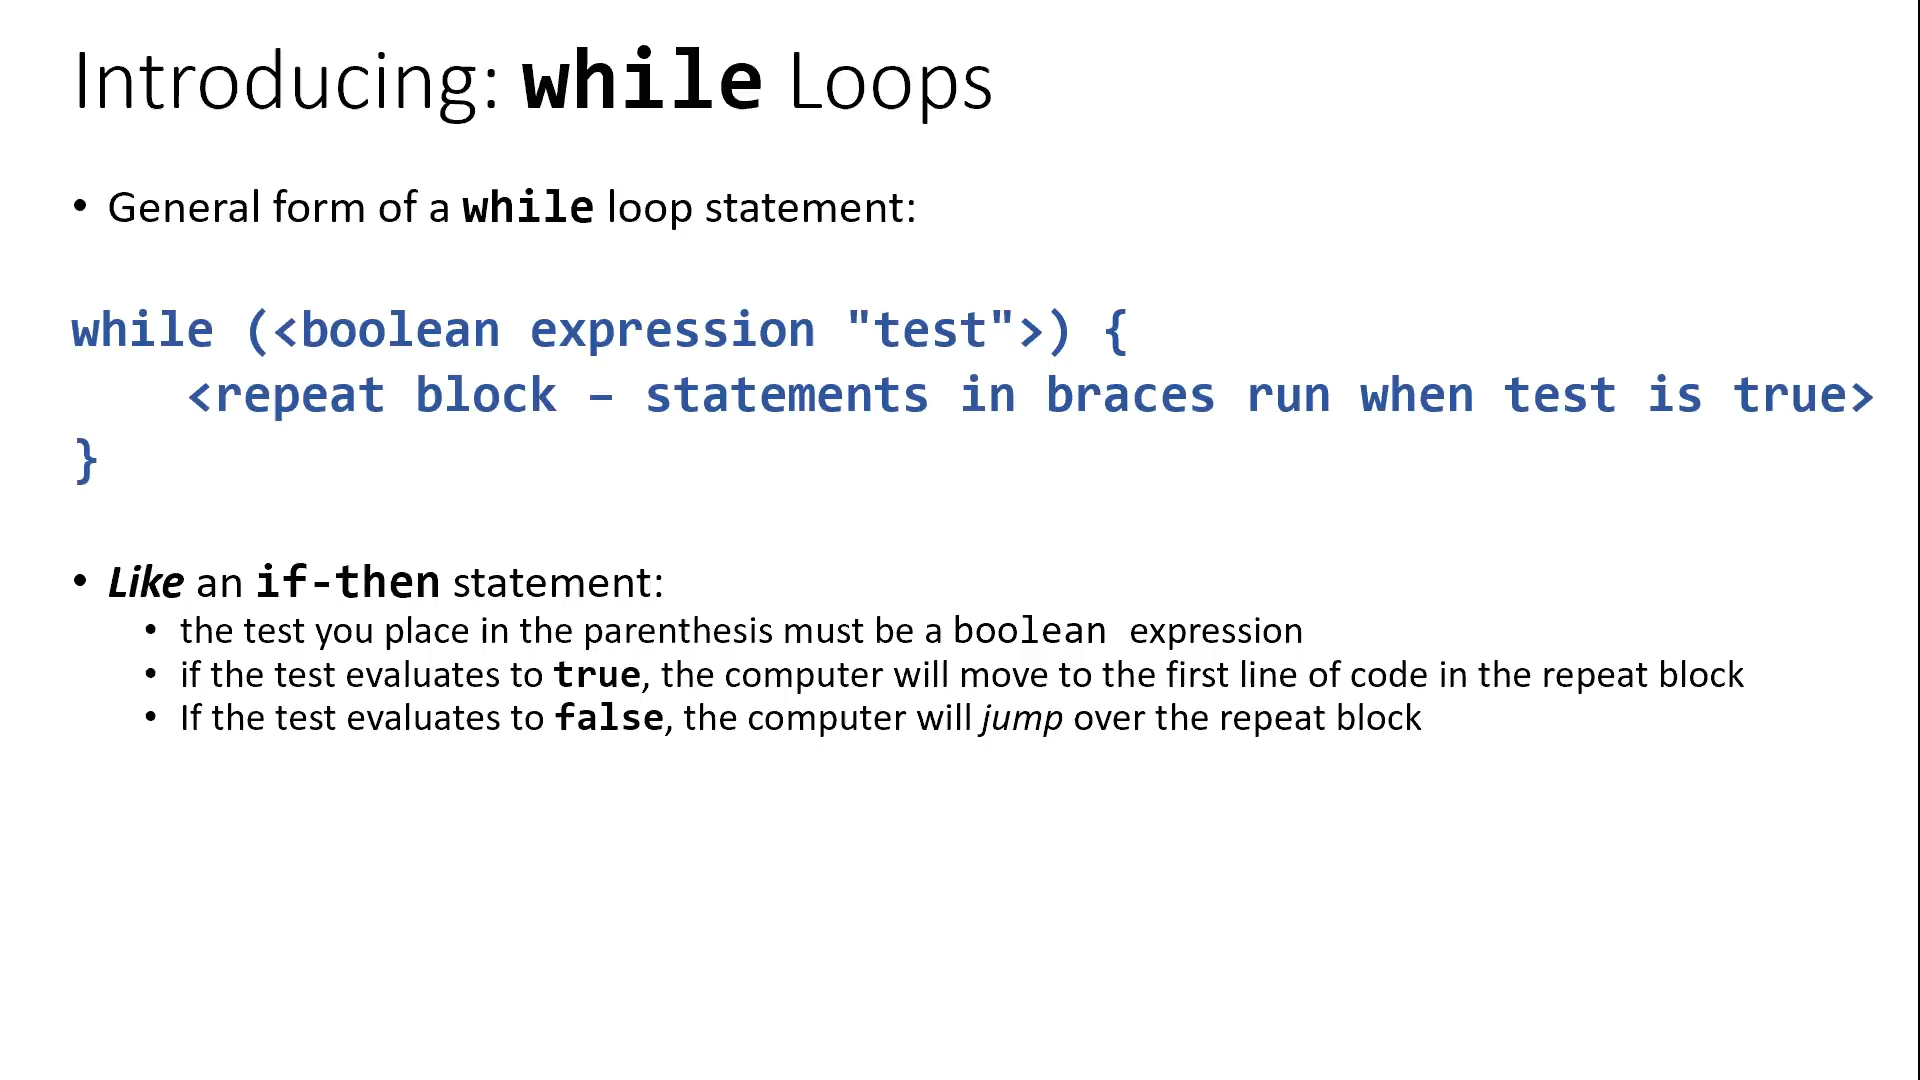 Introducing: while Loops
• General form of a while loop statement:
while (<boolean expression "test">) {
<repeat block – statements in braces run when test is true>
}
• Like an if-then statement:
• the test you place in the parenthesis must be a boolean expression
• if the test evaluates to true, the computer will move to the first line of code in the repeat block
• If the test evaluates to false, the computer will jump over the repeat block